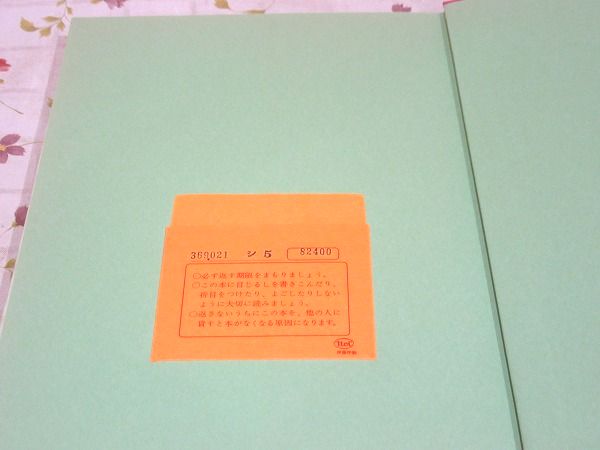 369021 シ 5 82400
○必ず返す期限をまもりましょう。
○この本に目じるしを書きこんだり、
折目をつけたり、よごしたりしない
ように大切に読みましょう。
○返さないうちにこの本を、他の人に
貸すと本がなくなる原因になります。